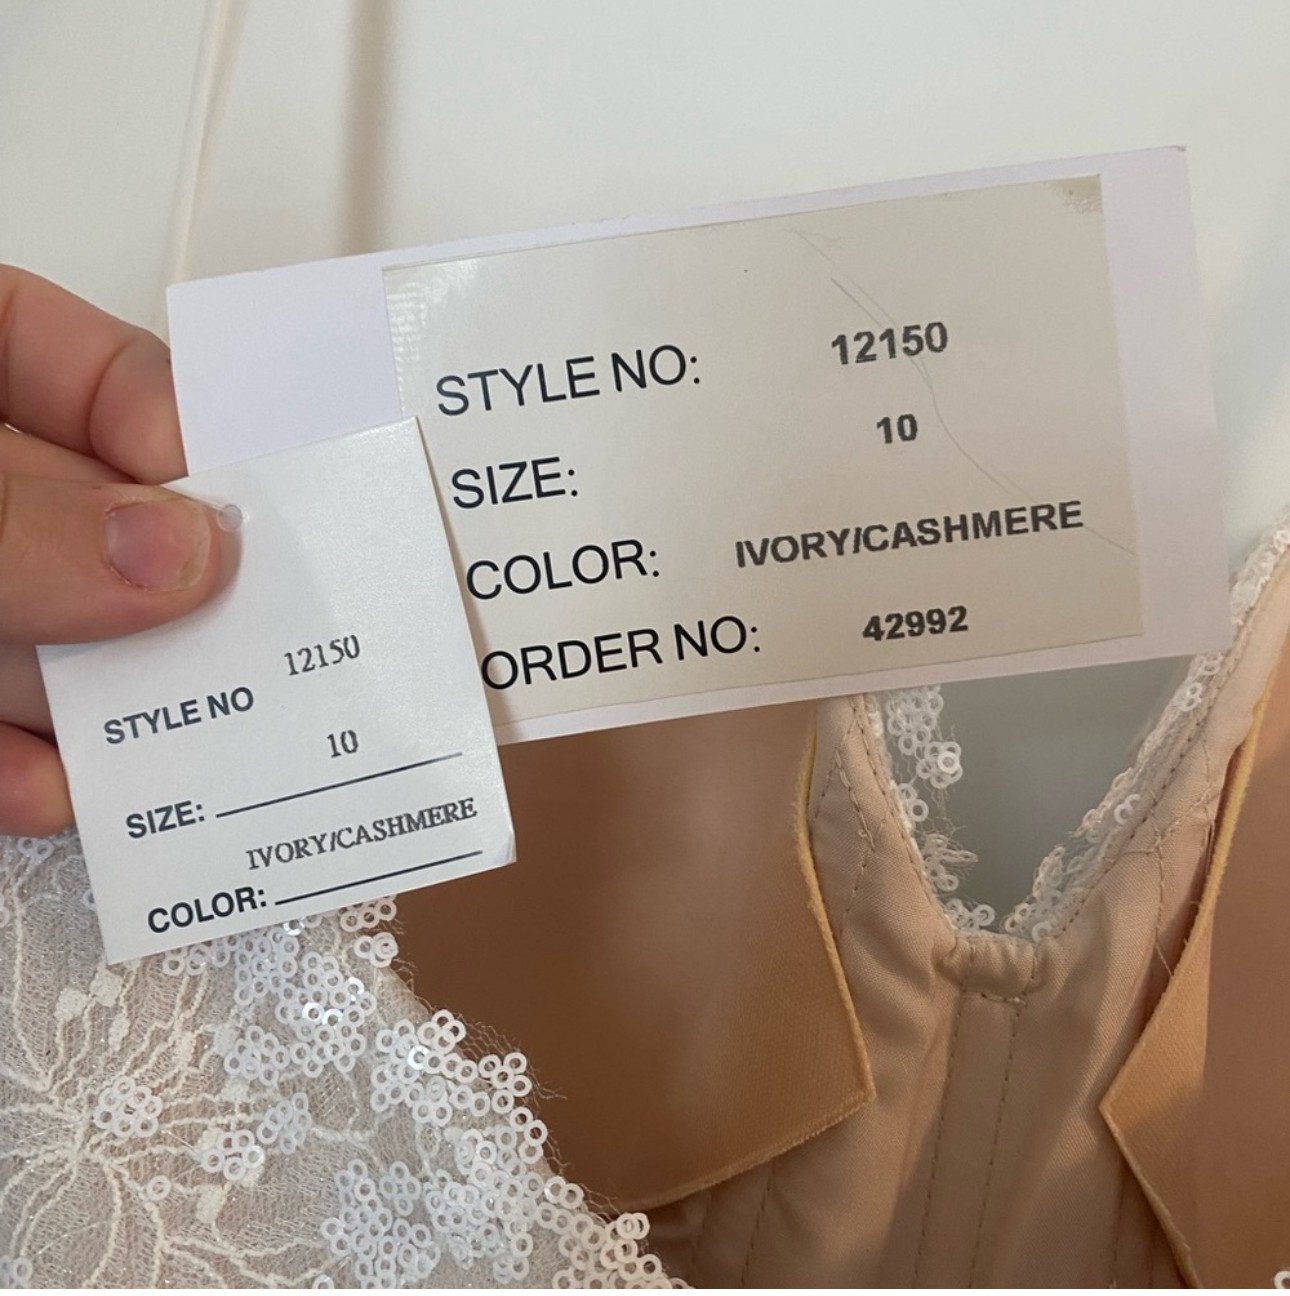 STYLE NO: 12150
SIZE: 10
COLOR: IVORY/CASHMERE
ORDER NO: 42992
STYLE NO 12150
SIZE: 10
COLOR: IVORY/CASHMERE